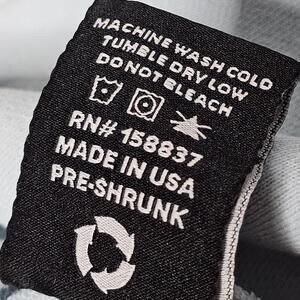 MACHINE WASH COLD
TUMBLE DRY LOW
DO NOT BLEACH
RN# 158837
MADE IN USA
PRE-SHRUNK